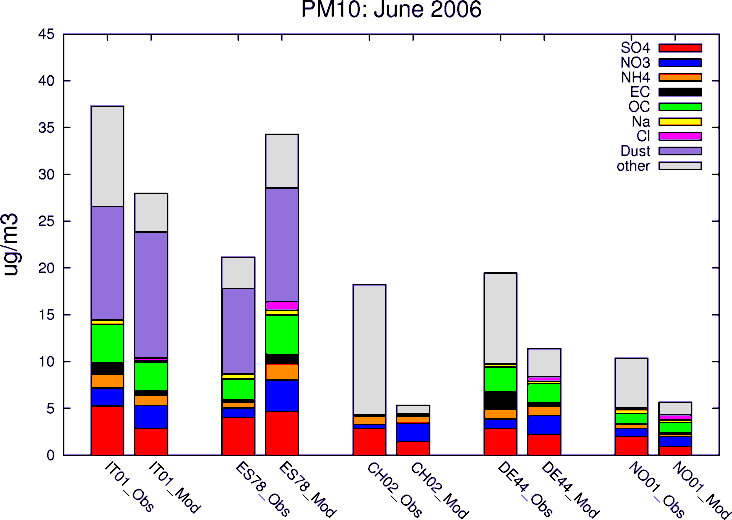 PM10: June 2006
ug/m3
45
40
35
30
25
20
15
10
5
0
SO4
NO3
NH4
EC
OC
Na
Cl
Dust
other
IT01_Obs
IT01_Mod
ES78_Obs
ES78_Mod
CH02_Obs
CH02_Mod
DE44_Obs
DE44_Mod
NO01_Obs
NO01_Mod